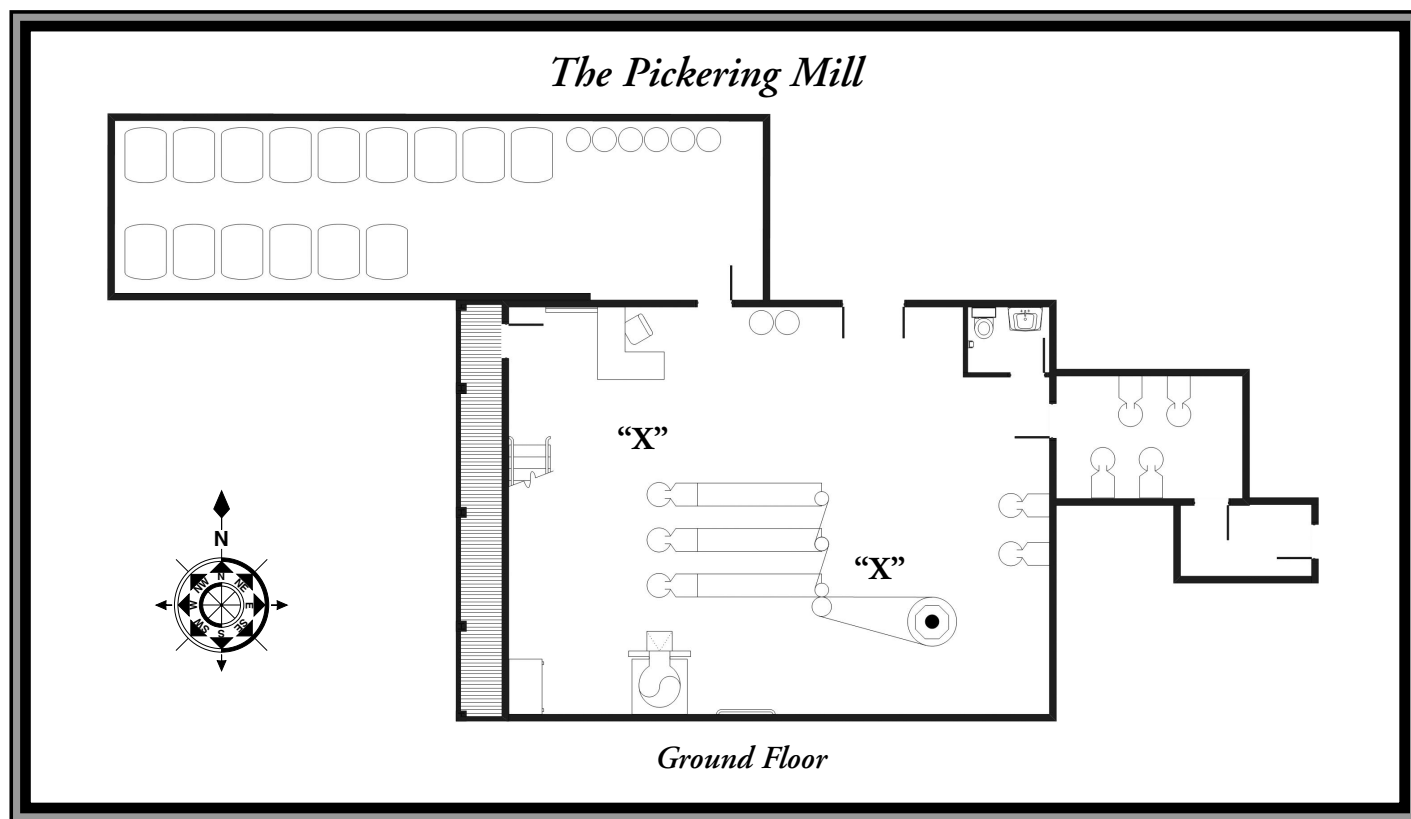 The Pickering Mill
“X”
“X”
N
N
NE
E
SE
S
SW
W
NW
Ground Floor